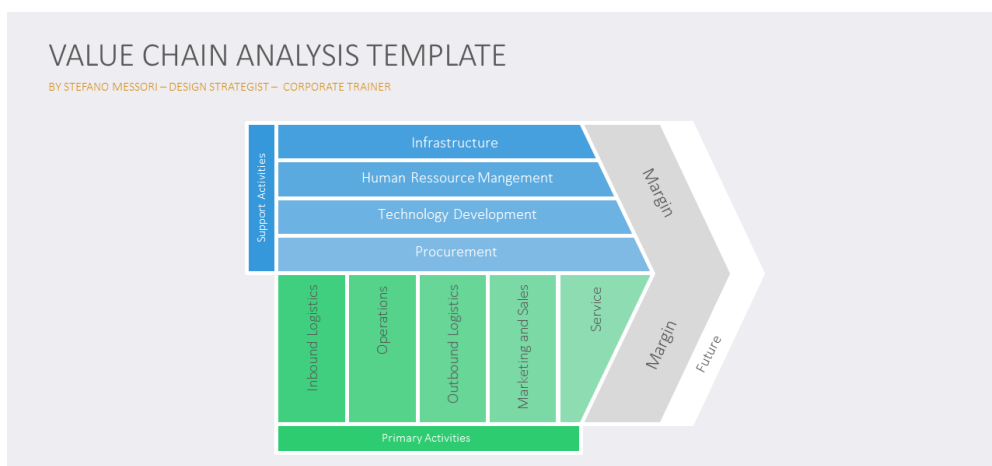 VALUE CHAIN ANALYSIS TEMPLATE
BY STEFANO MESSORI – DESIGN STRATEGIST – CORPORATE TRAINER
Support Activities
Infrastructure
Human Ressource Mangement
Technology Development
Procurement
Margin
Inbound Logistics
Operations
Outbound Logistics
Marketing and Sales
Service
Margin
Future
Primary Activities